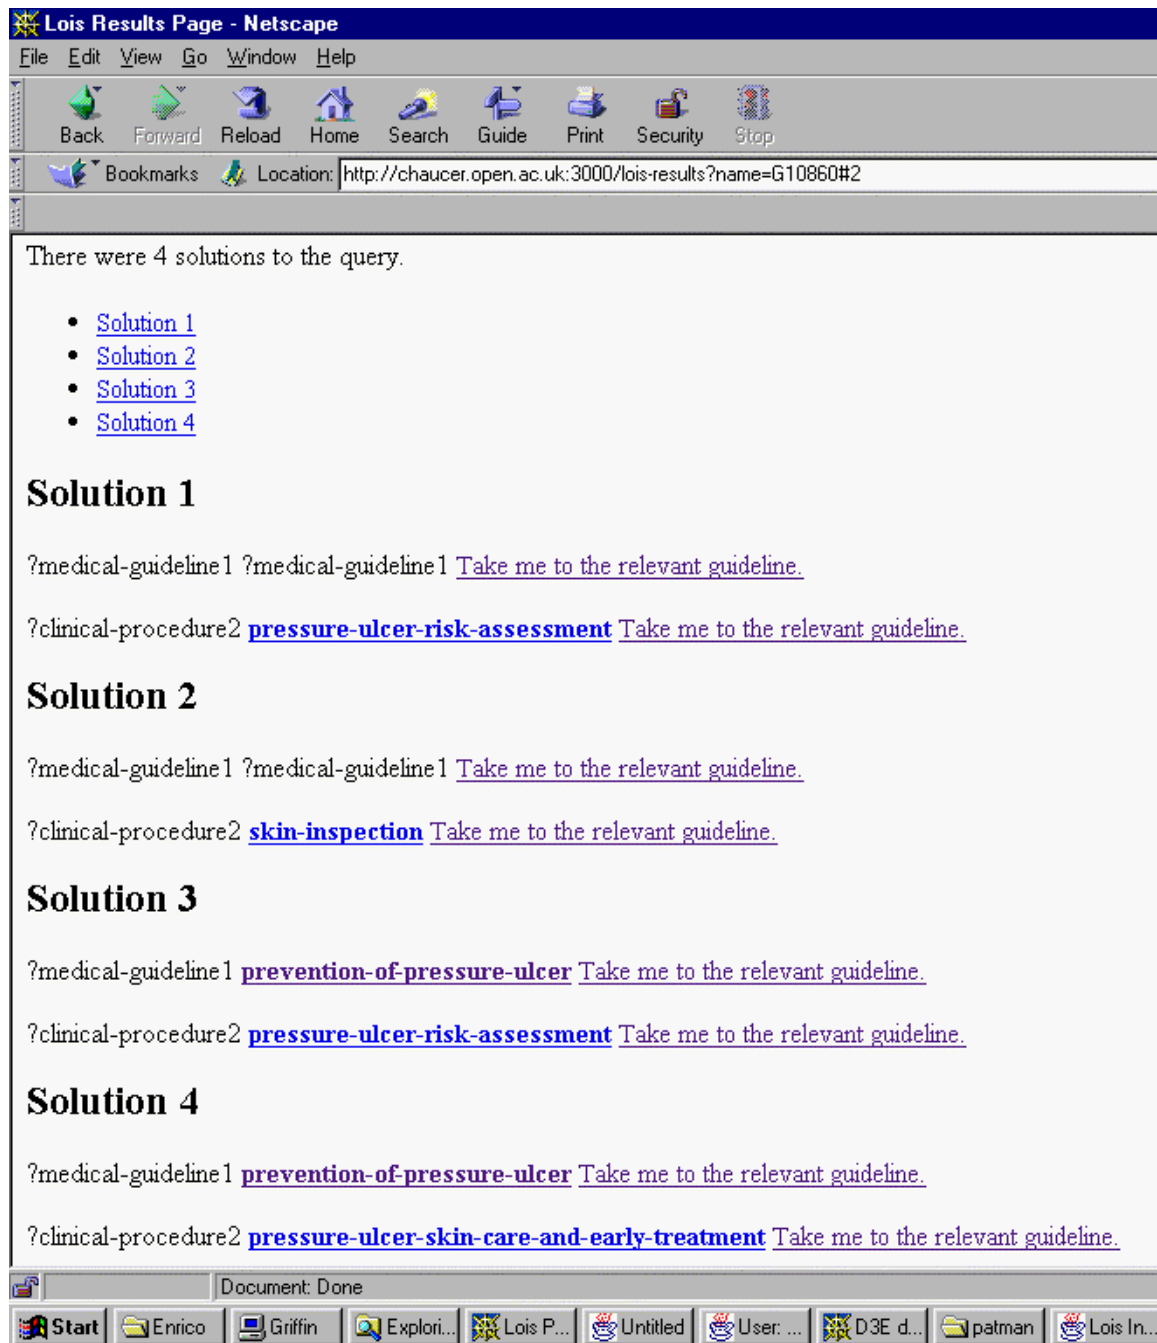 Lois Results Page - Netscape
File Edit View Go Window Help
Back Forward Reload Home Search Guide Print Security Stop
Bookmarks Location: http://chaucer.open.ac.uk:3000/lois-results?name=G10860#2
There were 4 solutions to the query.
• Solution 1
• Solution 2
• Solution 3
• Solution 4
Solution 1
?medical-guideline1 ?medical-guideline1 Take me to the relevant guideline.
?clinical-procedure2 pressure-ulcer-risk-assessment Take me to the relevant guideline.
Solution 2
?medical-guideline1 ?medical-guideline1 Take me to the relevant guideline.
?clinical-procedure2 skin-inspection Take me to the relevant guideline.
Solution 3
?medical-guideline1 prevention-of-pressure-ulcer Take me to the relevant guideline.
?clinical-procedure2 pressure-ulcer-risk-assessment Take me to the relevant guideline.
Solution 4
?medical-guideline1 prevention-of-pressure-ulcer Take me to the relevant guideline.
?clinical-procedure2 pressure-ulcer-skin-care-and-early-treatment Take me to the relevant guideline.
Document: Done
Start Enrico Griffin Explori... Lois P... Untitled User: ... D3E d... patman Lois In...